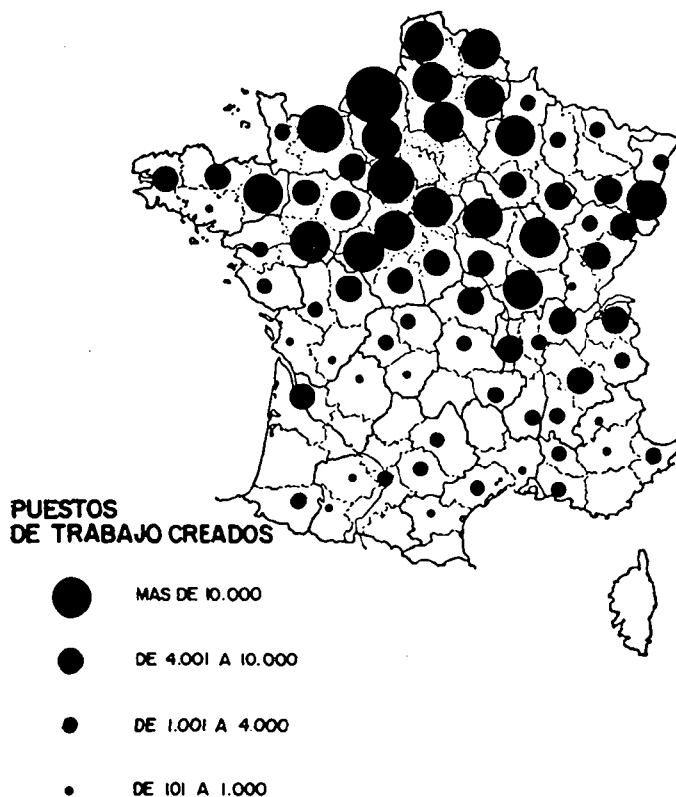 PUESTOS
DE TRABAJO CREADOS
MAS DE 10.000
DE 4.001 A 10.000
DE 1.001 A 4.000
DE 101 A 1.000